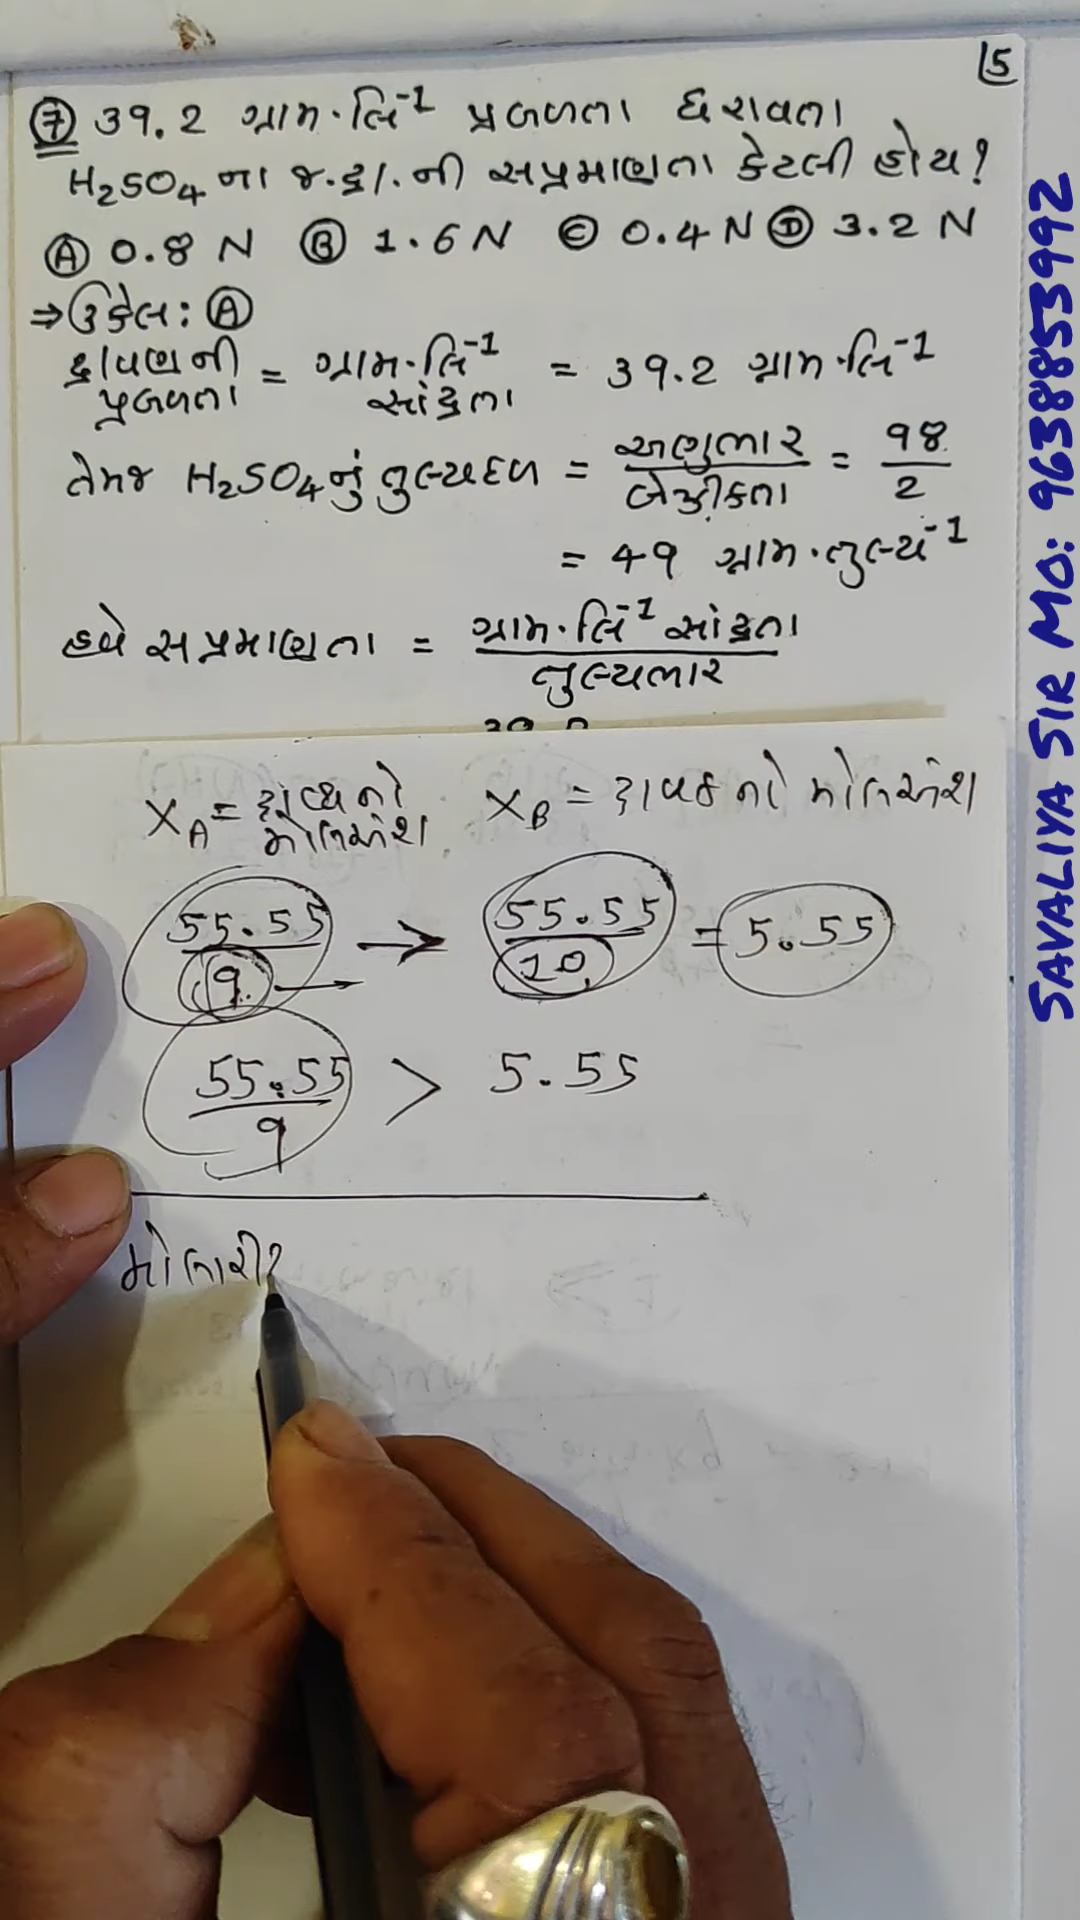 5
7 39.2 ગ્રામ.લિ⁻¹ પ્રબળતા ધરાવતા
H₂SO₄ ના જ.દ્રા.ની સપ્રમાણતા કેટલી હોય?
Ⓐ 0.8 N Ⓑ 1.6 N Ⓒ 0.4 N Ⓓ 3.2 N
⇒ ઉકેલ: Ⓐ
દ્રાવણની પ્રબળતા = ગ્રામ.લિ⁻¹ સાંદ્રતા = 39.2 ગ્રામ.લિ⁻¹
તેમજ H₂SO₄નું તુલ્યદળ = અણુભાર / બેઝીકતા = 98 / 2
= 49 ગ્રામ.તુલ્ય⁻¹
હવે સપ્રમાણતા = ગ્રામ.લિ⁻¹ સાંદ્રતા / તુલ્યભાર
X_A = દ્રાવ્યનો મોલઅંશ X_B = દ્રાવકનો મોલઅંશ
55.55 / 9 → 55.55 / 10 = 5.55
55.55 / 9 > 5.55
SAVALIYA SIR MO: 9638853992